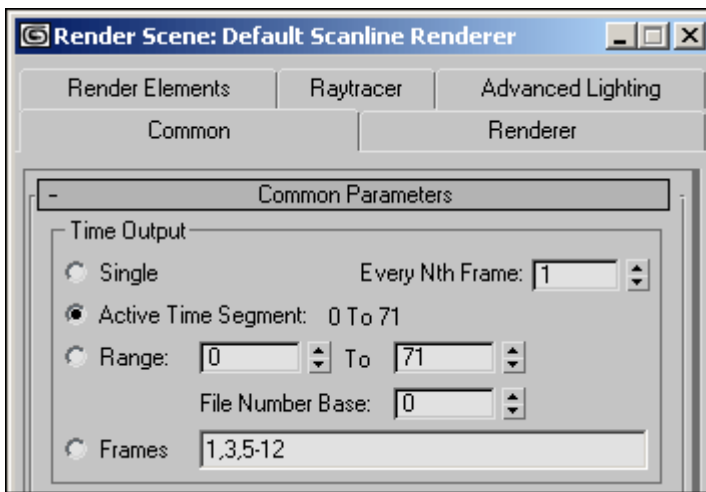 Render Scene: Default Scanline Renderer
Render Elements Raytracer Advanced Lighting
Common Renderer
- Common Parameters
Time Output
Single Every Nth Frame: 1
Active Time Segment: 0 To 71
Range: 0 To 71
File Number Base: 0
Frames 1,3,5-12